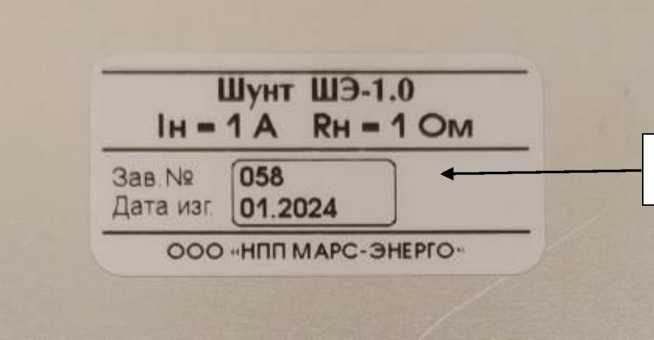 Шунт ШЭ-1.0
Iн = 1 А Rн = 1 Ом
Зав.№ 058
Дата изг. 01.2024
ООО «НПП МАРС-ЭНЕРГО»